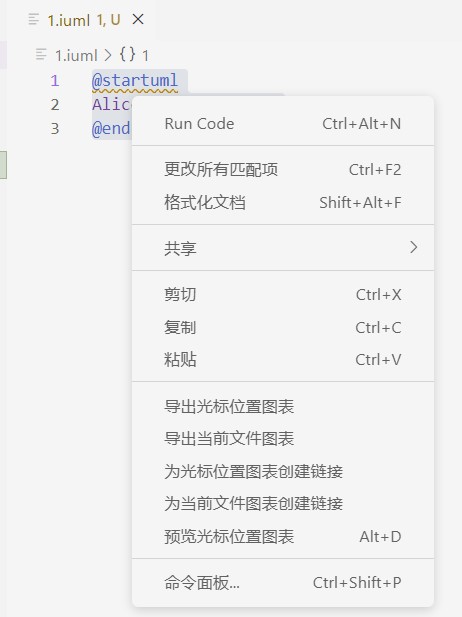 1.iuml 1, U
1.iuml > {} 1
1 @startuml
2 Alic
3 @end
Run Code Ctrl+Alt+N
更改所有匹配项 Ctrl+F2
格式化文档 Shift+Alt+F
共享
剪切 Ctrl+X
复制 Ctrl+C
粘贴 Ctrl+V
导出光标位置图表
导出当前文件图表
为光标位置图表创建链接
为当前文件图表创建链接
预览光标位置图表 Alt+D
命令面板... Ctrl+Shift+P